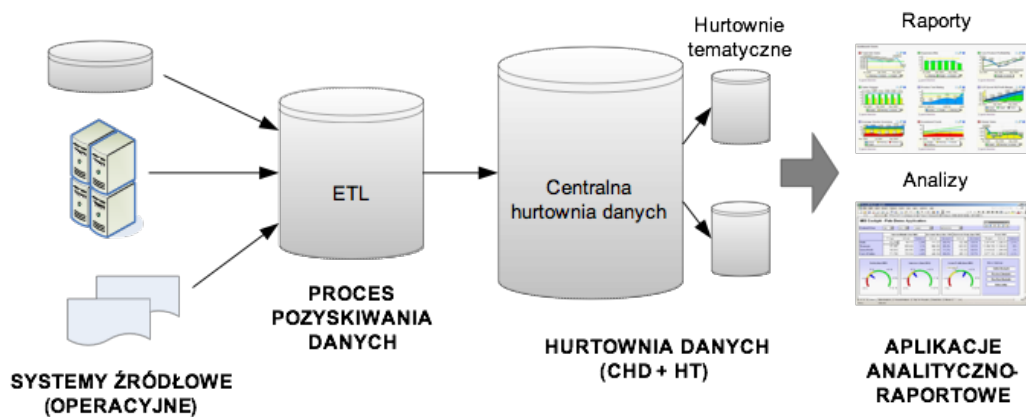 Hurtownie
tematyczne
Raporty
ETL
Centralna
hurtownia danych
Analizy
PROCES
POZYSKIWANIA
DANYCH
HURTOWNIA DANYCH
(CHD + HT)
SYSTEMY ŹRÓDŁOWE
(OPERACYJNE)
APLIKACJE
ANALITYCZNO-
RAPORTOWE